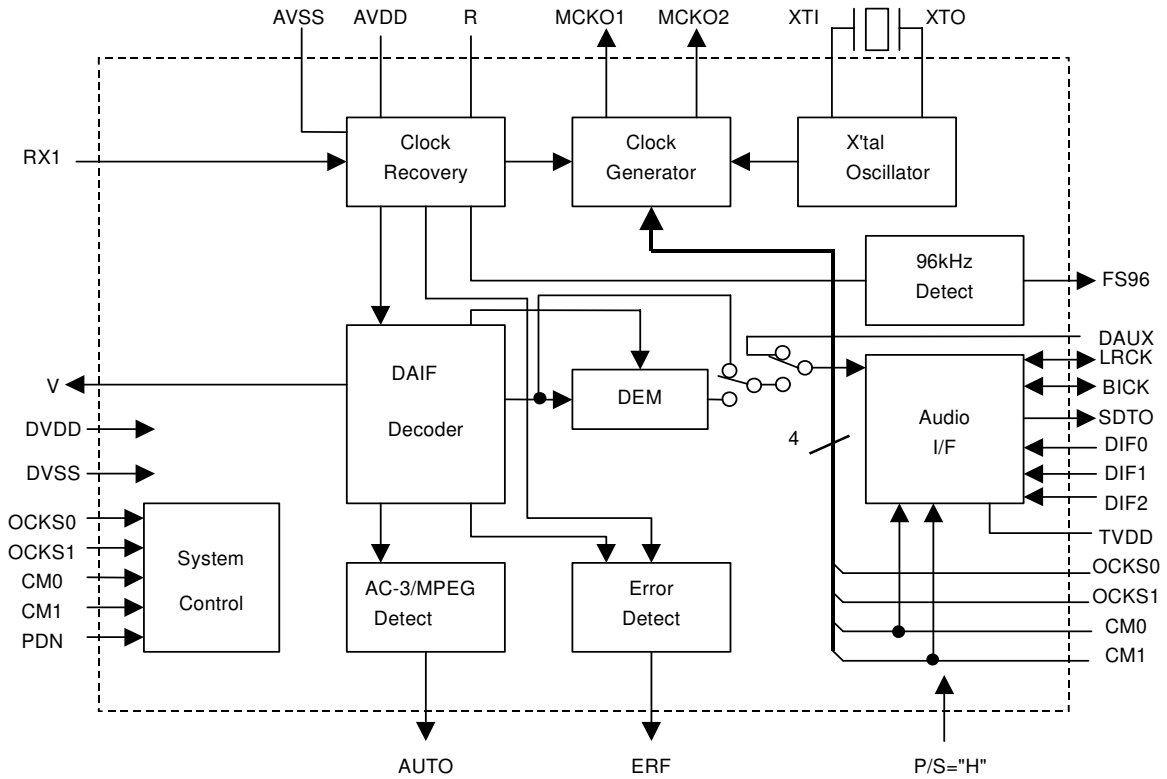 AVSS AVDD R MCKO1 MCKO2 XTI XTO
RX1
Clock
Recovery
Clock
Generator
X'tal
Oscillator
96kHz
Detect
FS96
DAUX
LRCK
BICK
SDTO
DIF0
DIF1
DIF2
TVDD
OCKS0
OCKS1
CM0
CM1
V
DVDD
DVSS
DAIF
Decoder
DEM
4
Audio
I/F
OCKS0
OCKS1
CM0
CM1
PDN
System
Control
AC-3/MPEG
Detect
Error
Detect
AUTO ERF P/S="H"